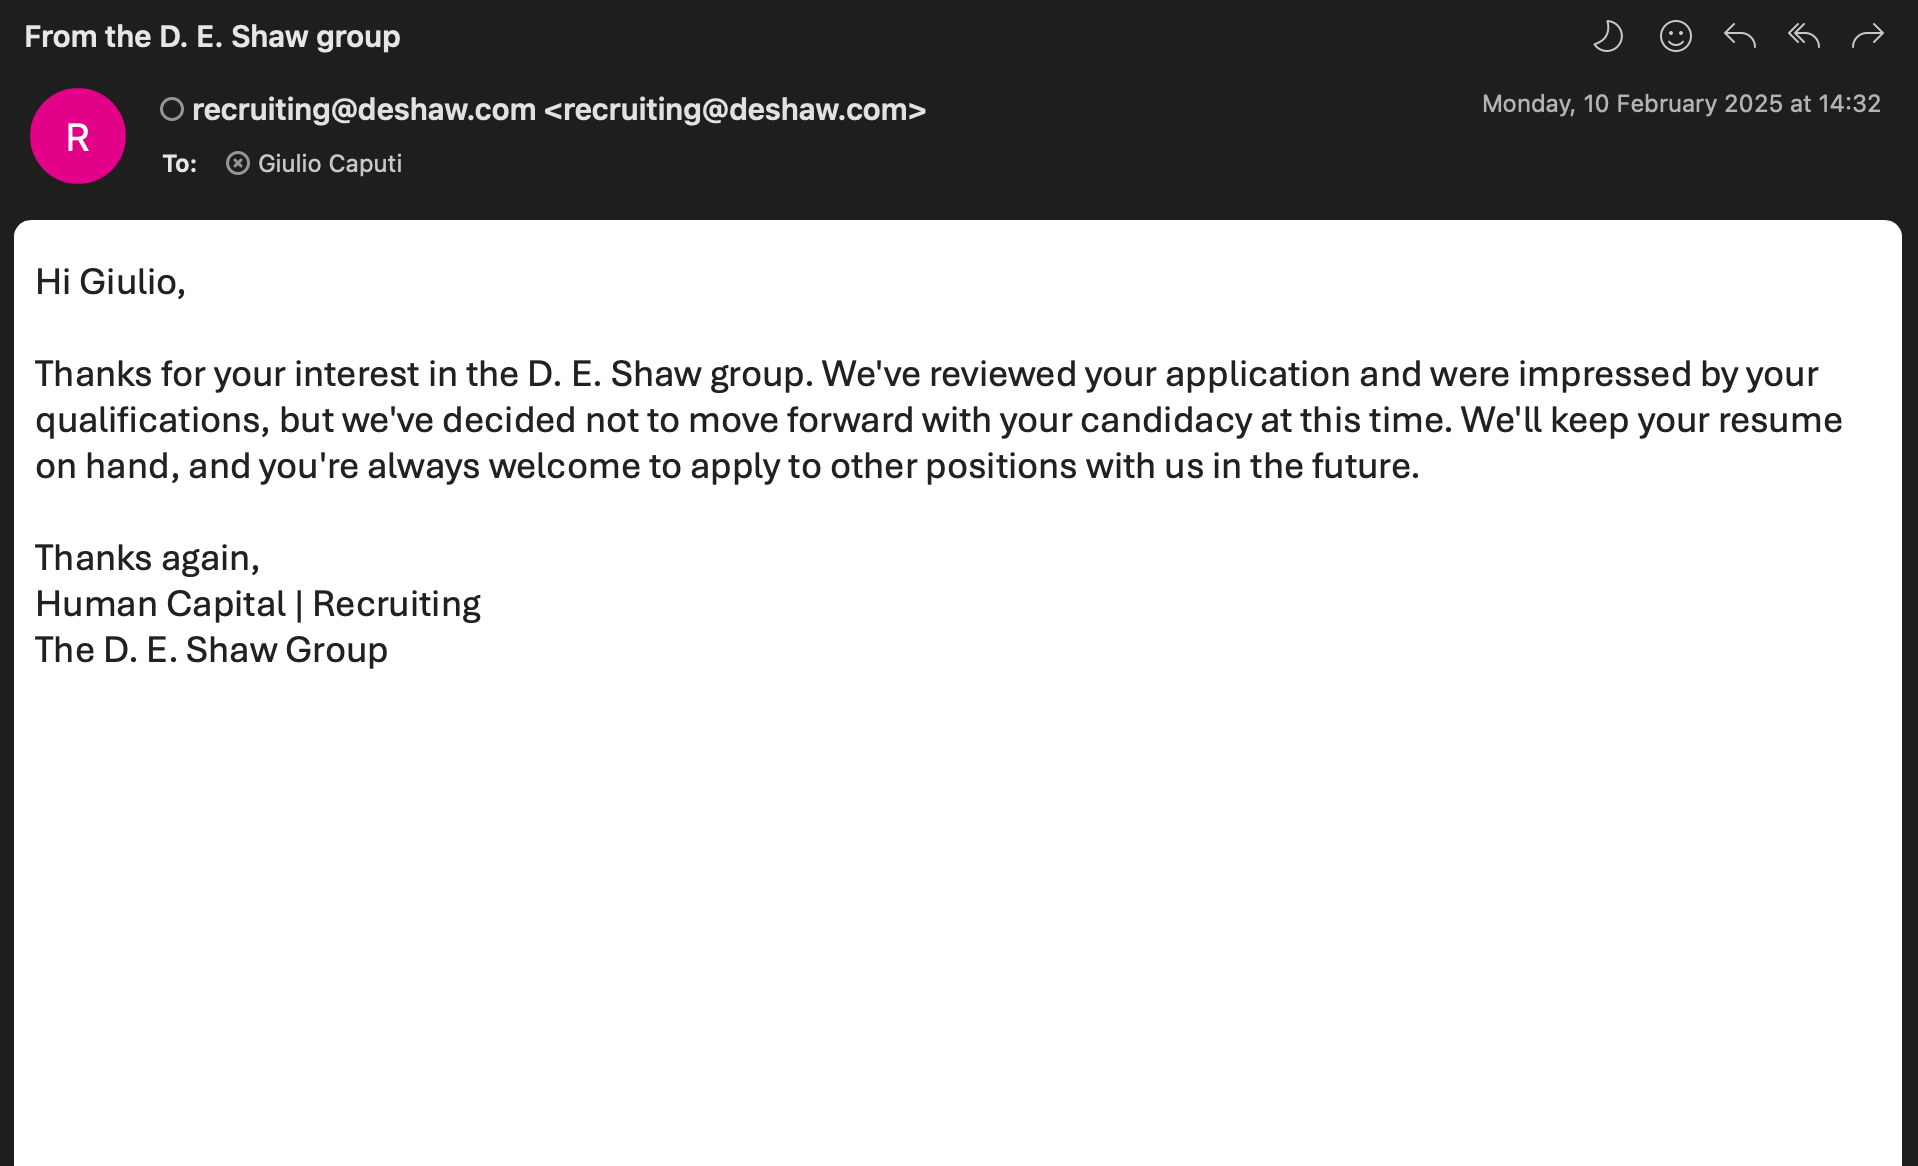 From the D. E. Shaw group
R
recruiting@deshaw.com <recruiting@deshaw.com>
Monday, 10 February 2025 at 14:32
To: Giulio Caputi
Hi Giulio,
Thanks for your interest in the D. E. Shaw group. We've reviewed your application and were impressed by your
qualifications, but we've decided not to move forward with your candidacy at this time. We'll keep your resume
on hand, and you're always welcome to apply to other positions with us in the future.
Thanks again,
Human Capital | Recruiting
The D. E. Shaw Group